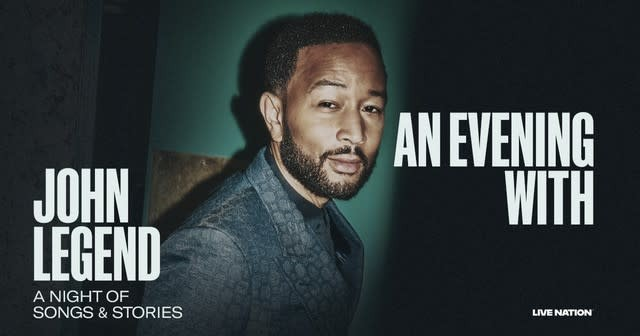 AN EVENING
WITH
JOHN
LEGEND
A NIGHT OF
SONGS & STORIES
LIVE NATION